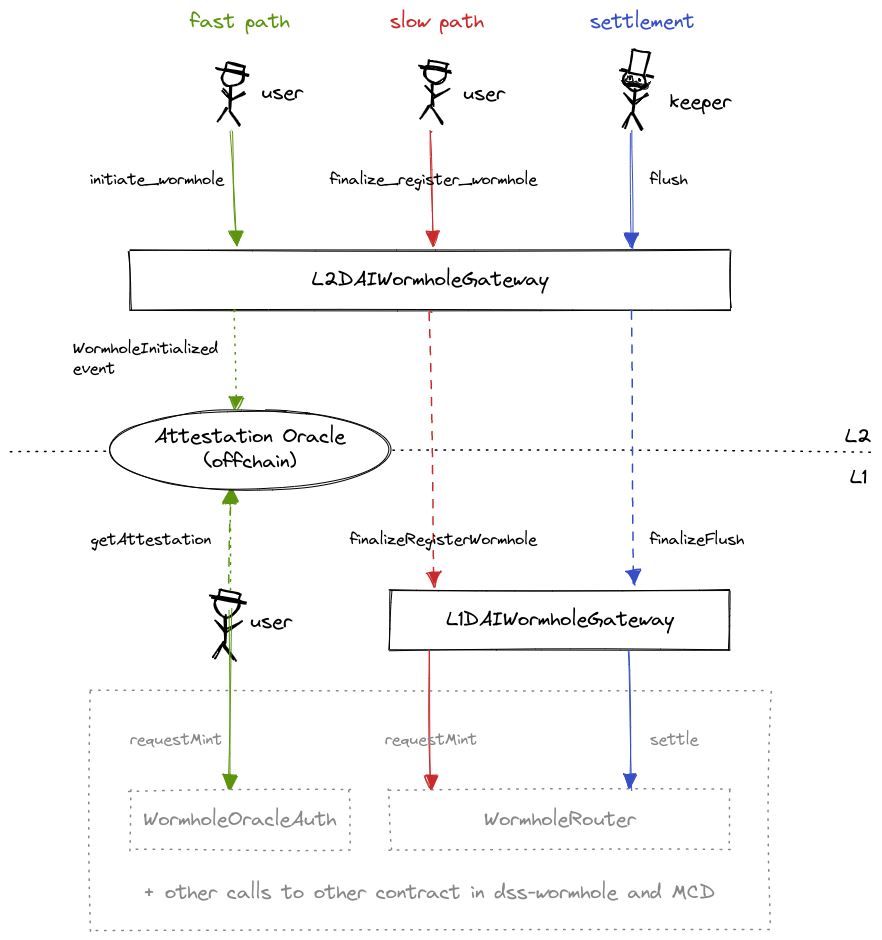 fast path
slow path
settlement
user
user
keeper
initiate_wormhole
finalize_register_wormhole
flush
L2DAIWormholeGateway
WormholeInitialized
event
Attestation Oracle
(offchain)
L2
L1
getAttestation
finalizeRegisterWormhole
finalizeFlush
user
L1DAIWormholeGateway
requestMint
requestMint
settle
WormholeOracleAuth
WormholeRouter
+ other calls to other contract in dss-wormhole and MCD